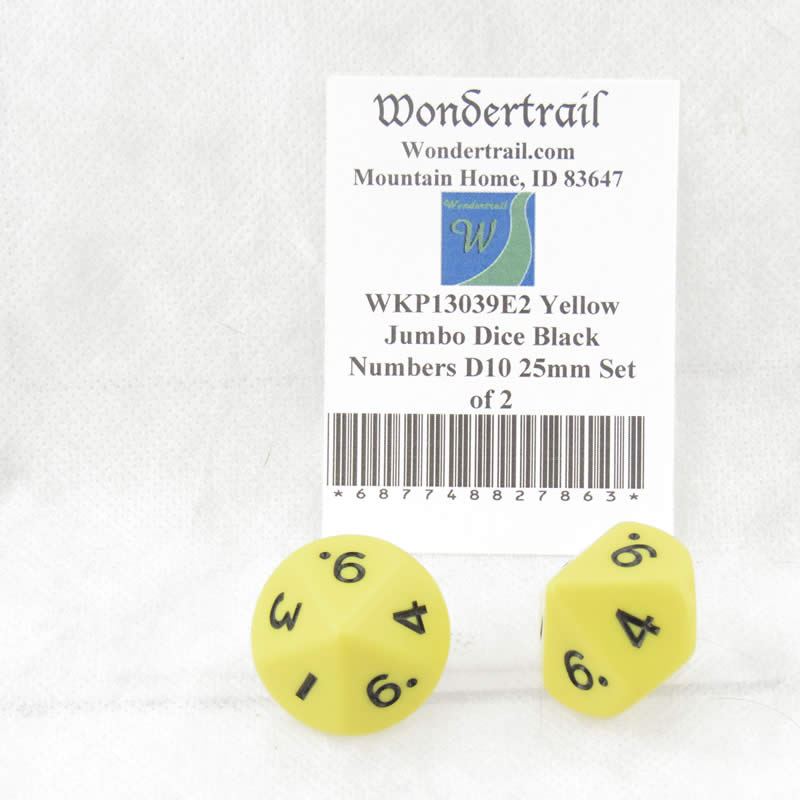 Wondertrail
Wondertrail.com
Mountain Home, ID 83647
Wondertrail
W
WKP13039E2 Yellow
Jumbo Dice Black
Numbers D10 25mm Set
of 2
*687748827863*
9.
3
4
1
9.
9.
4
6.